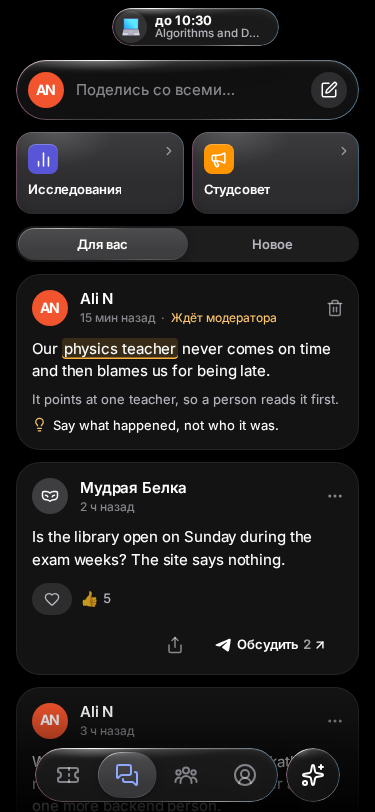 до 10:30
Algorithms and D...
AN
Поделись со всеми...
Исследования
Студсовет
Для вас
Новое
AN
Ali N
15 мин назад · Ждёт модератора
Our physics teacher never comes on time
and then blames us for being late.
It points at one teacher, so a person reads it first.
Say what happened, not who it was.
Мудрая Белка
2 ч назад
Is the library open on Sunday during the
exam weeks? The site says nothing.
5
Обсудить 2
AN
Ali N
3 ч назад
one more backend person.